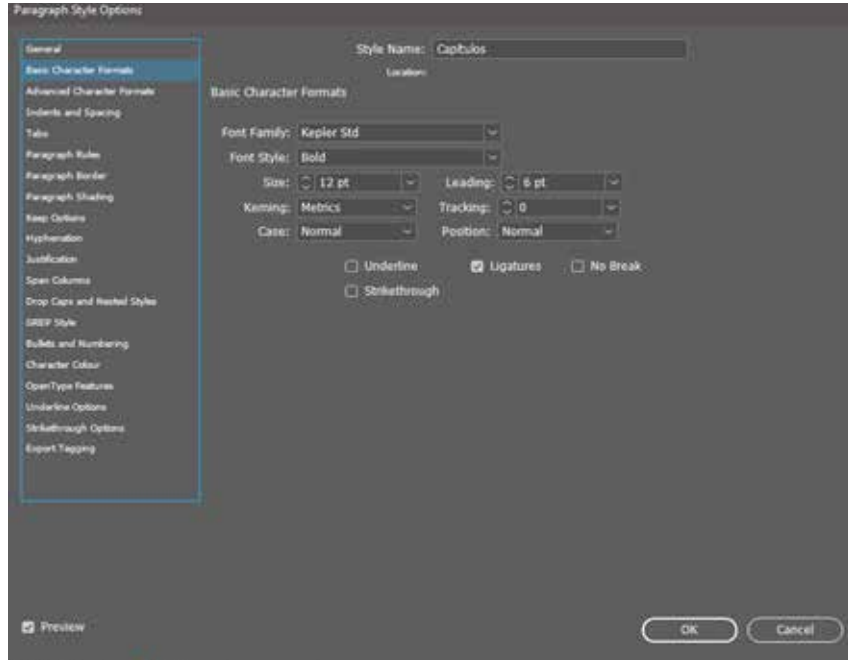 Paragraph Style Options
General
Basic Character Formats
Advanced Character Formats
Indents and Spacing
Tabs
Paragraph Rules
Paragraph Border
Paragraph Shading
Keep Options
Hyphenation
Justification
Span Columns
Drop Caps and Nested Styles
GREP Style
Bullets and Numbering
Character Colour
OpenType Features
Underline Options
Strikethrough Options
Export Tagging
Style Name: Capítulos
Location:
Basic Character Formats
Font Family: Kepler Std
Font Style: Bold
Size: 12 pt Leading: 6 pt
Kerning: Metrics Tracking: 0
Case: Normal Position: Normal
Underline Ligatures No Break
Strikethrough
Preview OK Cancel